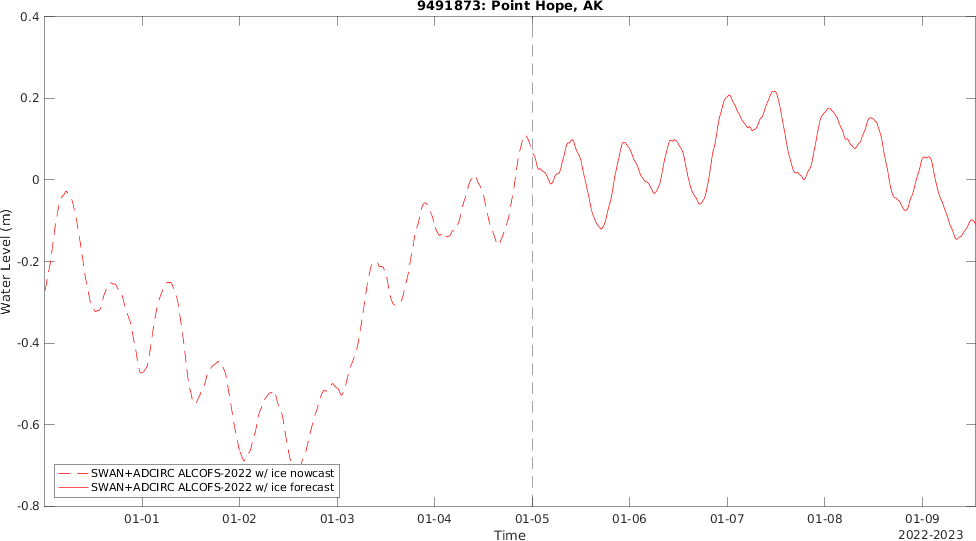 9491873: Point Hope, AK
0.4
0.2
0
-0.2
-0.4
-0.6
-0.8
Water Level (m)
SWAN+ADCIRC ALCOFS-2022 w/ ice nowcast
SWAN+ADCIRC ALCOFS-2022 w/ ice forecast
01-01 01-02 01-03 01-04 01-05 01-06 01-07 01-08 01-09
Time
2022-2023